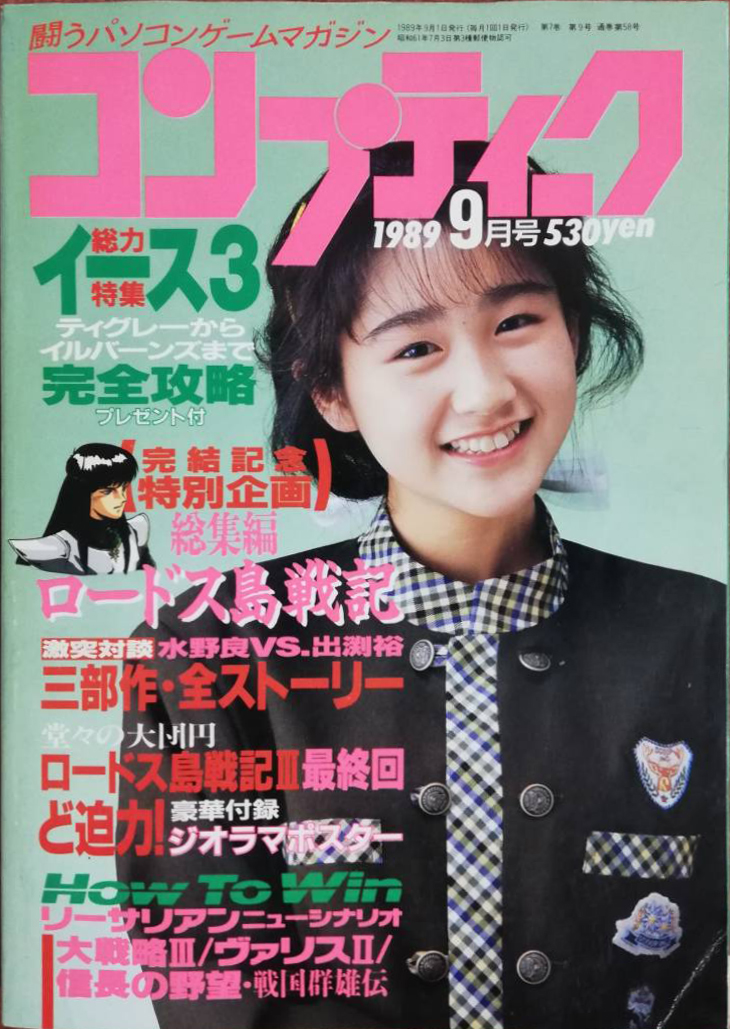 闘うパソコンゲームマガジン
1989年9月1日発行(毎月1回1日発行) 第7巻 第9号 通巻第58号
昭和61年7月3日第3種郵便物認可
コンプティーク
1989 9月号 530yen
総力特集
イース3
ティグレーから
イルバーンズまで
完全攻略
プレゼント付
完結記念
特別企画
総集編
ロードス島戦記
激突対談 水野良VS.出渕裕
三部作・全ストーリー
堂々の大団円
ロードス島戦記III最終回
ど迫力!
豪華付録
ジオラマポスター
How To Win
リーサリアンニューシナリオ
大戦略III/ヴァリスII/
信長の野望・戦国群雄伝